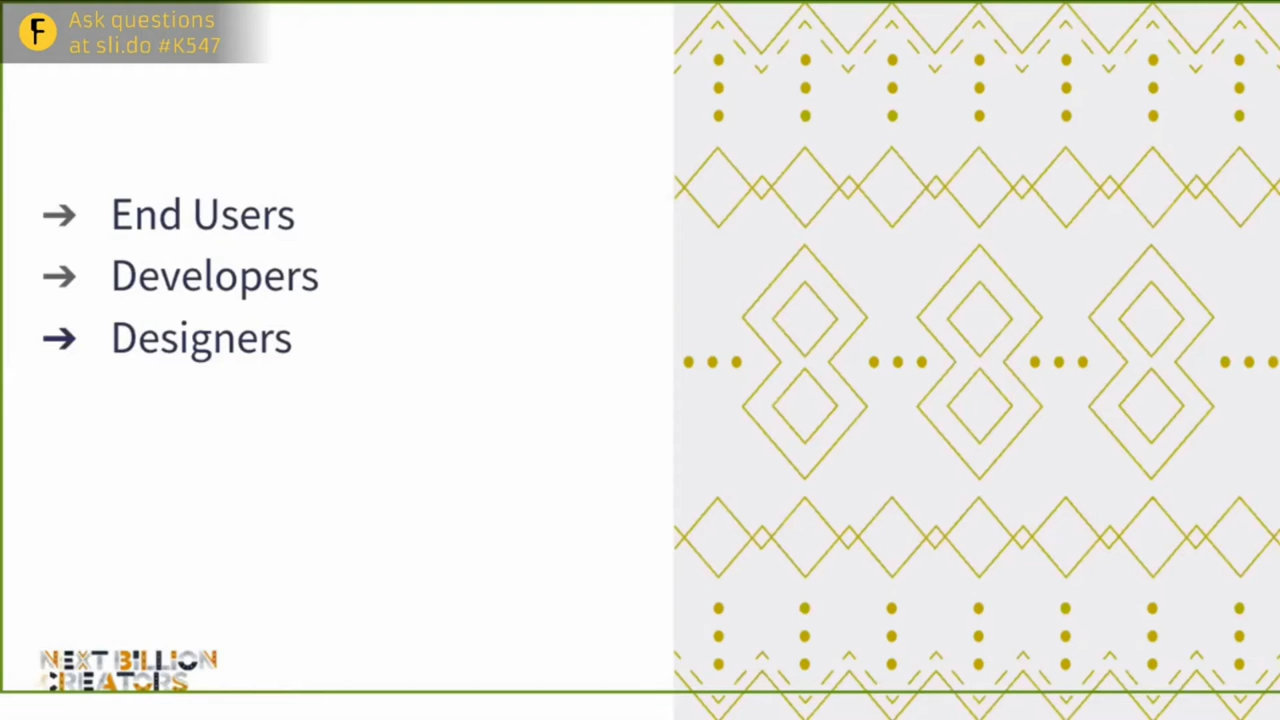 F
Ask questions
at sli.do #K547
➔ End Users
➔ Developers
➔ Designers
NEXT BILLION
CREATORS